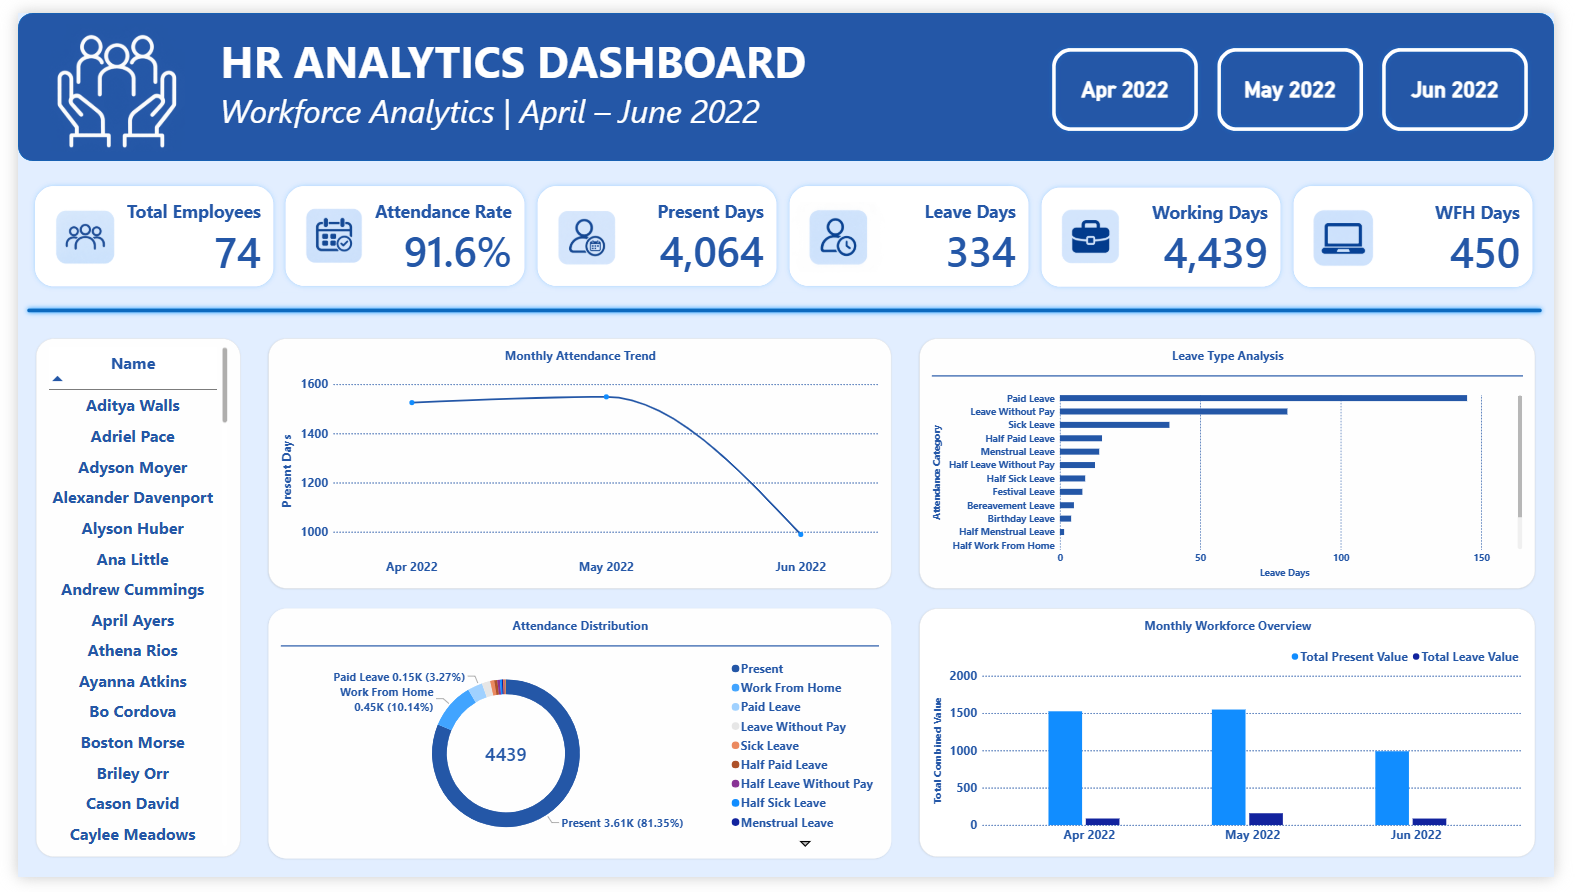 HR ANALYTICS DASHBOARD
Workforce Analytics | April – June 2022
Apr 2022
May 2022
Jun 2022
Total Employees
74
Attendance Rate
91.6%
Present Days
4,064
Leave Days
334
Working Days
4,439
WFH Days
450
Name
Aditya Walls
Adriel Pace
Adyson Moyer
Alexander Davenport
Alyson Huber
Ana Little
Andrew Cummings
April Ayers
Athena Rios
Ayanna Atkins
Bo Cordova
Boston Morse
Briley Orr
Cason David
Caylee Meadows
Monthly Attendance Trend
Present Days
1600
1400
1200
1000
Apr 2022
May 2022
Jun 2022
Leave Type Analysis
Attendance Category
Paid Leave
Leave Without Pay
Sick Leave
Half Paid Leave
Menstrual Leave
Half Leave Without Pay
Half Sick Leave
Festival Leave
Bereavement Leave
Birthday Leave
Half Menstrual Leave
Half Work From Home
0
50
100
150
Leave Days
Attendance Distribution
Paid Leave 0.15K (3.27%)
Work From Home
0.45K (10.14%)
4439
Present 3.61K (81.35%)
Present
Work From Home
Paid Leave
Leave Without Pay
Sick Leave
Half Paid Leave
Half Leave Without Pay
Half Sick Leave
Menstrual Leave
Monthly Workforce Overview
Total Present Value
Total Leave Value
Total Combined Value
2000
1500
1000
500
0
Apr 2022
May 2022
Jun 2022